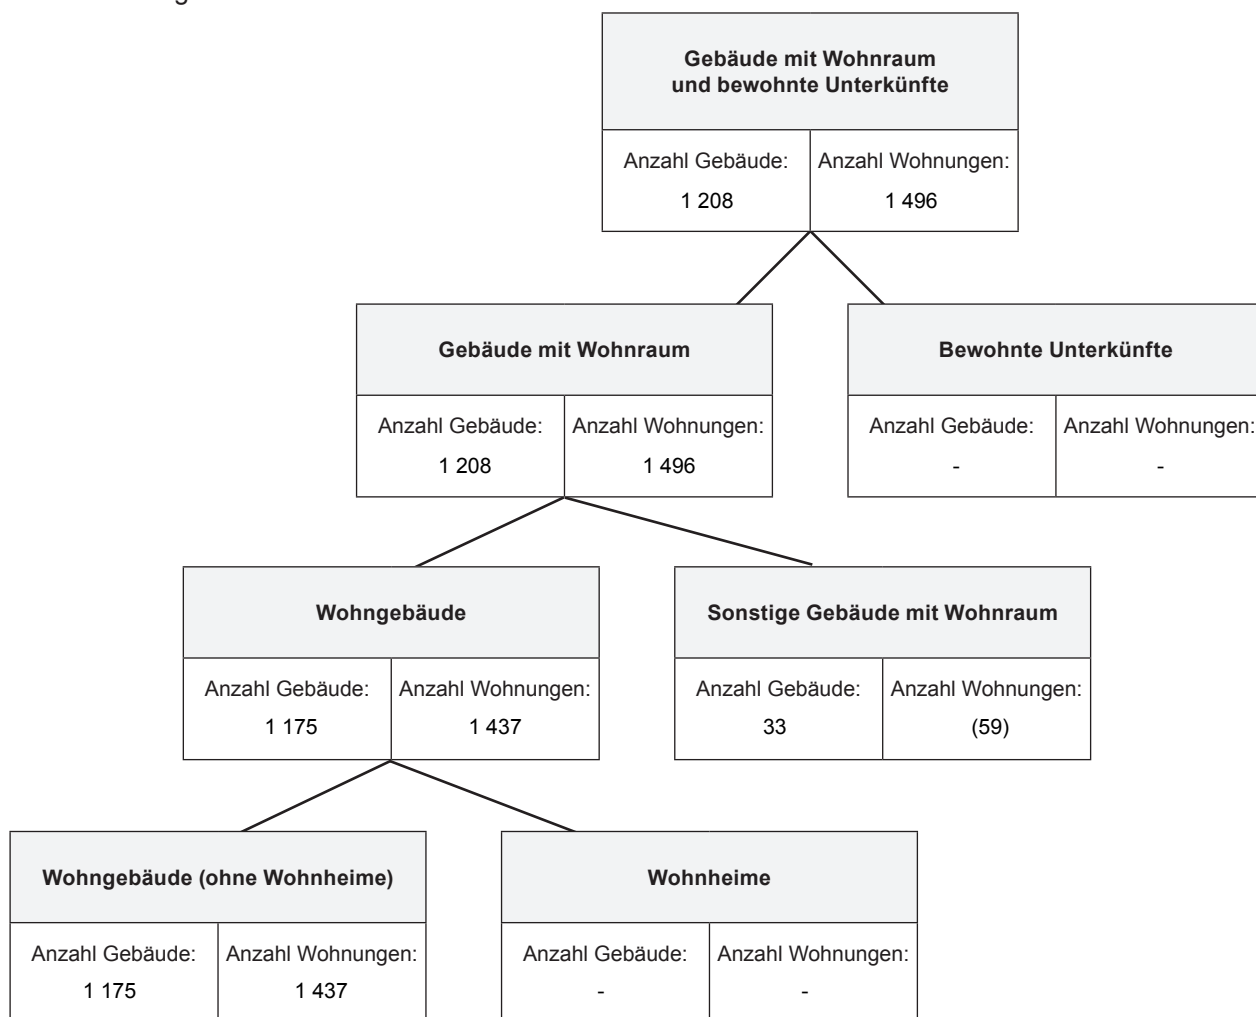 Gebäude mit Wohnraum
und bewohnte Unterkünfte
Anzahl Gebäude: Anzahl Wohnungen:
1 208 1 496
Gebäude mit Wohnraum Bewohnte Unterkünfte
Anzahl Gebäude: Anzahl Wohnungen: Anzahl Gebäude: Anzahl Wohnungen:
1 208 1 496 - -
Wohngebäude Sonstige Gebäude mit Wohnraum
Anzahl Gebäude: Anzahl Wohnungen: Anzahl Gebäude: Anzahl Wohnungen:
1 175 1 437 33 (59)
Wohngebäude (ohne Wohnheime) Wohnheime
Anzahl Gebäude: Anzahl Wohnungen: Anzahl Gebäude: Anzahl Wohnungen:
1 175 1 437 - -